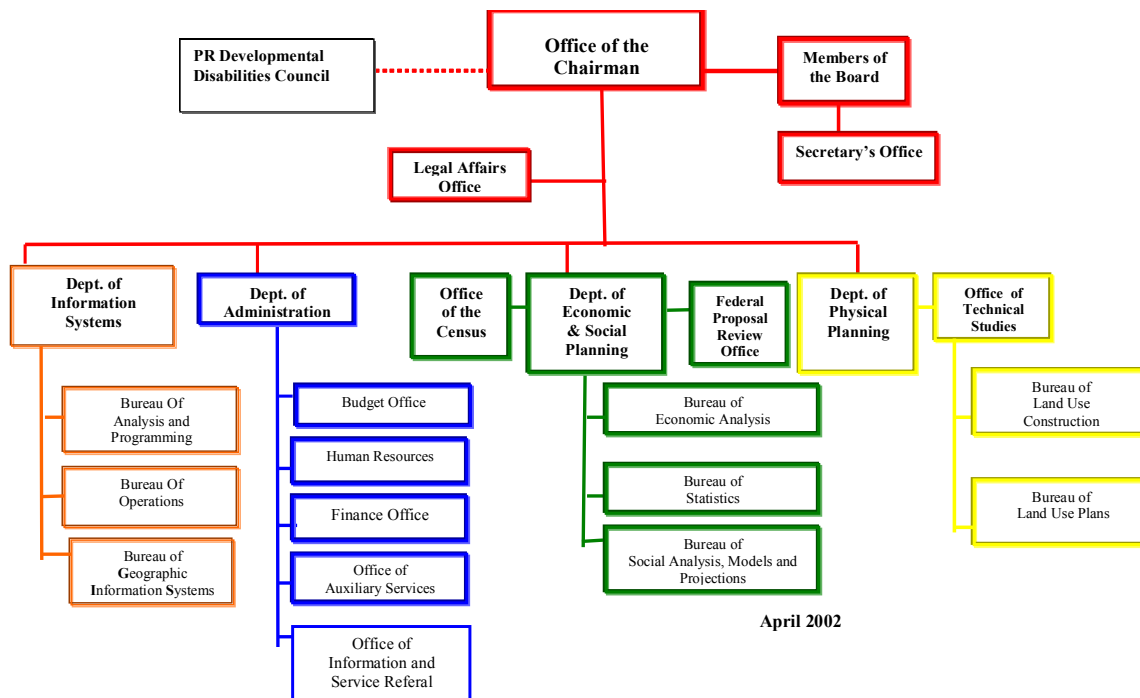 PR Developmental
Disabilities Council
Office of the
Chairman
Members of
the Board
Secretary's Office
Legal Affairs
Office
Dept. of
Information
Systems
Dept. of
Administration
Office
of the
Census
Dept. of
Economic
& Social
Planning
Federal
Proposal
Review
Office
Dept. of
Physical
Planning
Office of
Technical
Studies
Bureau Of
Analysis and
Programming
Bureau Of
Operations
Bureau of
Geographic
Information Systems
Budget Office
Human Resources
Finance Office
Office of
Auxiliary Services
Office of
Information and
Service Referal
Bureau of
Economic Analysis
Bureau of
Statistics
Bureau of
Social Analysis, Models and
Projections
Bureau of
Land Use
Construction
Bureau of
Land Use Plans
April 2002